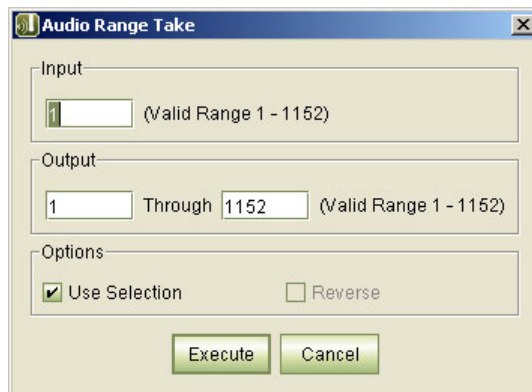 Audio Range Take
Input
1 (Valid Range 1 - 1152)
Output
1 Through 1152 (Valid Range 1 - 1152)
Options
Use Selection Reverse
Execute Cancel